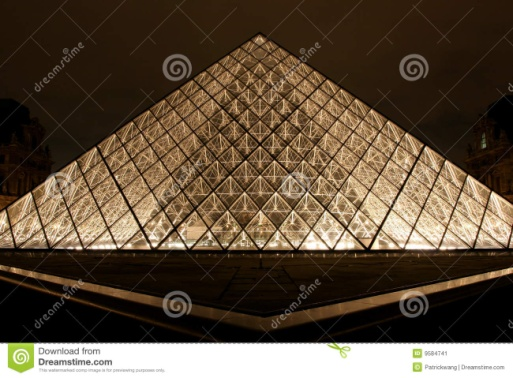 dreamstime
dreamstime
dreamstime
dreamstime
dreamstime
dreamstime
Download from
Dreamstime.com
This watermarked comp image is for previewing purposes only.
9584741
Patrickwang | Dreamstime.com